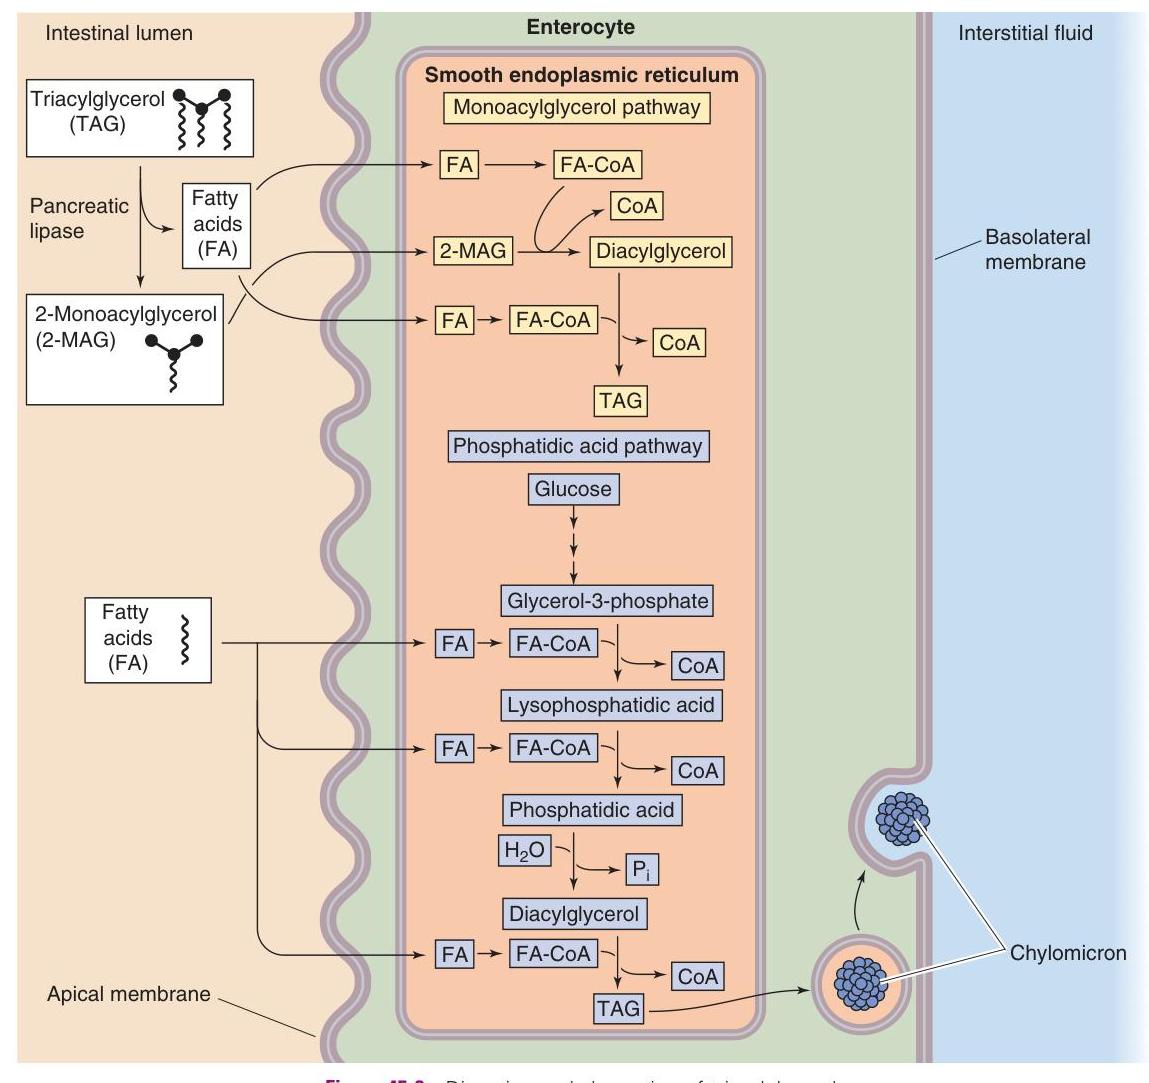 Intestinal lumen
Enterocyte
Interstitial fluid
Smooth endoplasmic reticulum
Monoacylglycerol pathway
Triacylglycerol
(TAG)
Pancreatic
lipase
Fatty
acids
(FA)
2-Monoacylglycerol
(2-MAG)
FA
FA-CoA
CoA
2-MAG
Diacylglycerol
FA
FA-CoA
CoA
TAG
Basolateral
membrane
Phosphatidic acid pathway
Glucose
Glycerol-3-phosphate
Fatty
acids
(FA)
FA
FA-CoA
CoA
Lysophosphatidic acid
FA
FA-CoA
CoA
Phosphatidic acid
H₂O
Pᵢ
Diacylglycerol
FA
FA-CoA
CoA
TAG
Chylomicron
Apical membrane